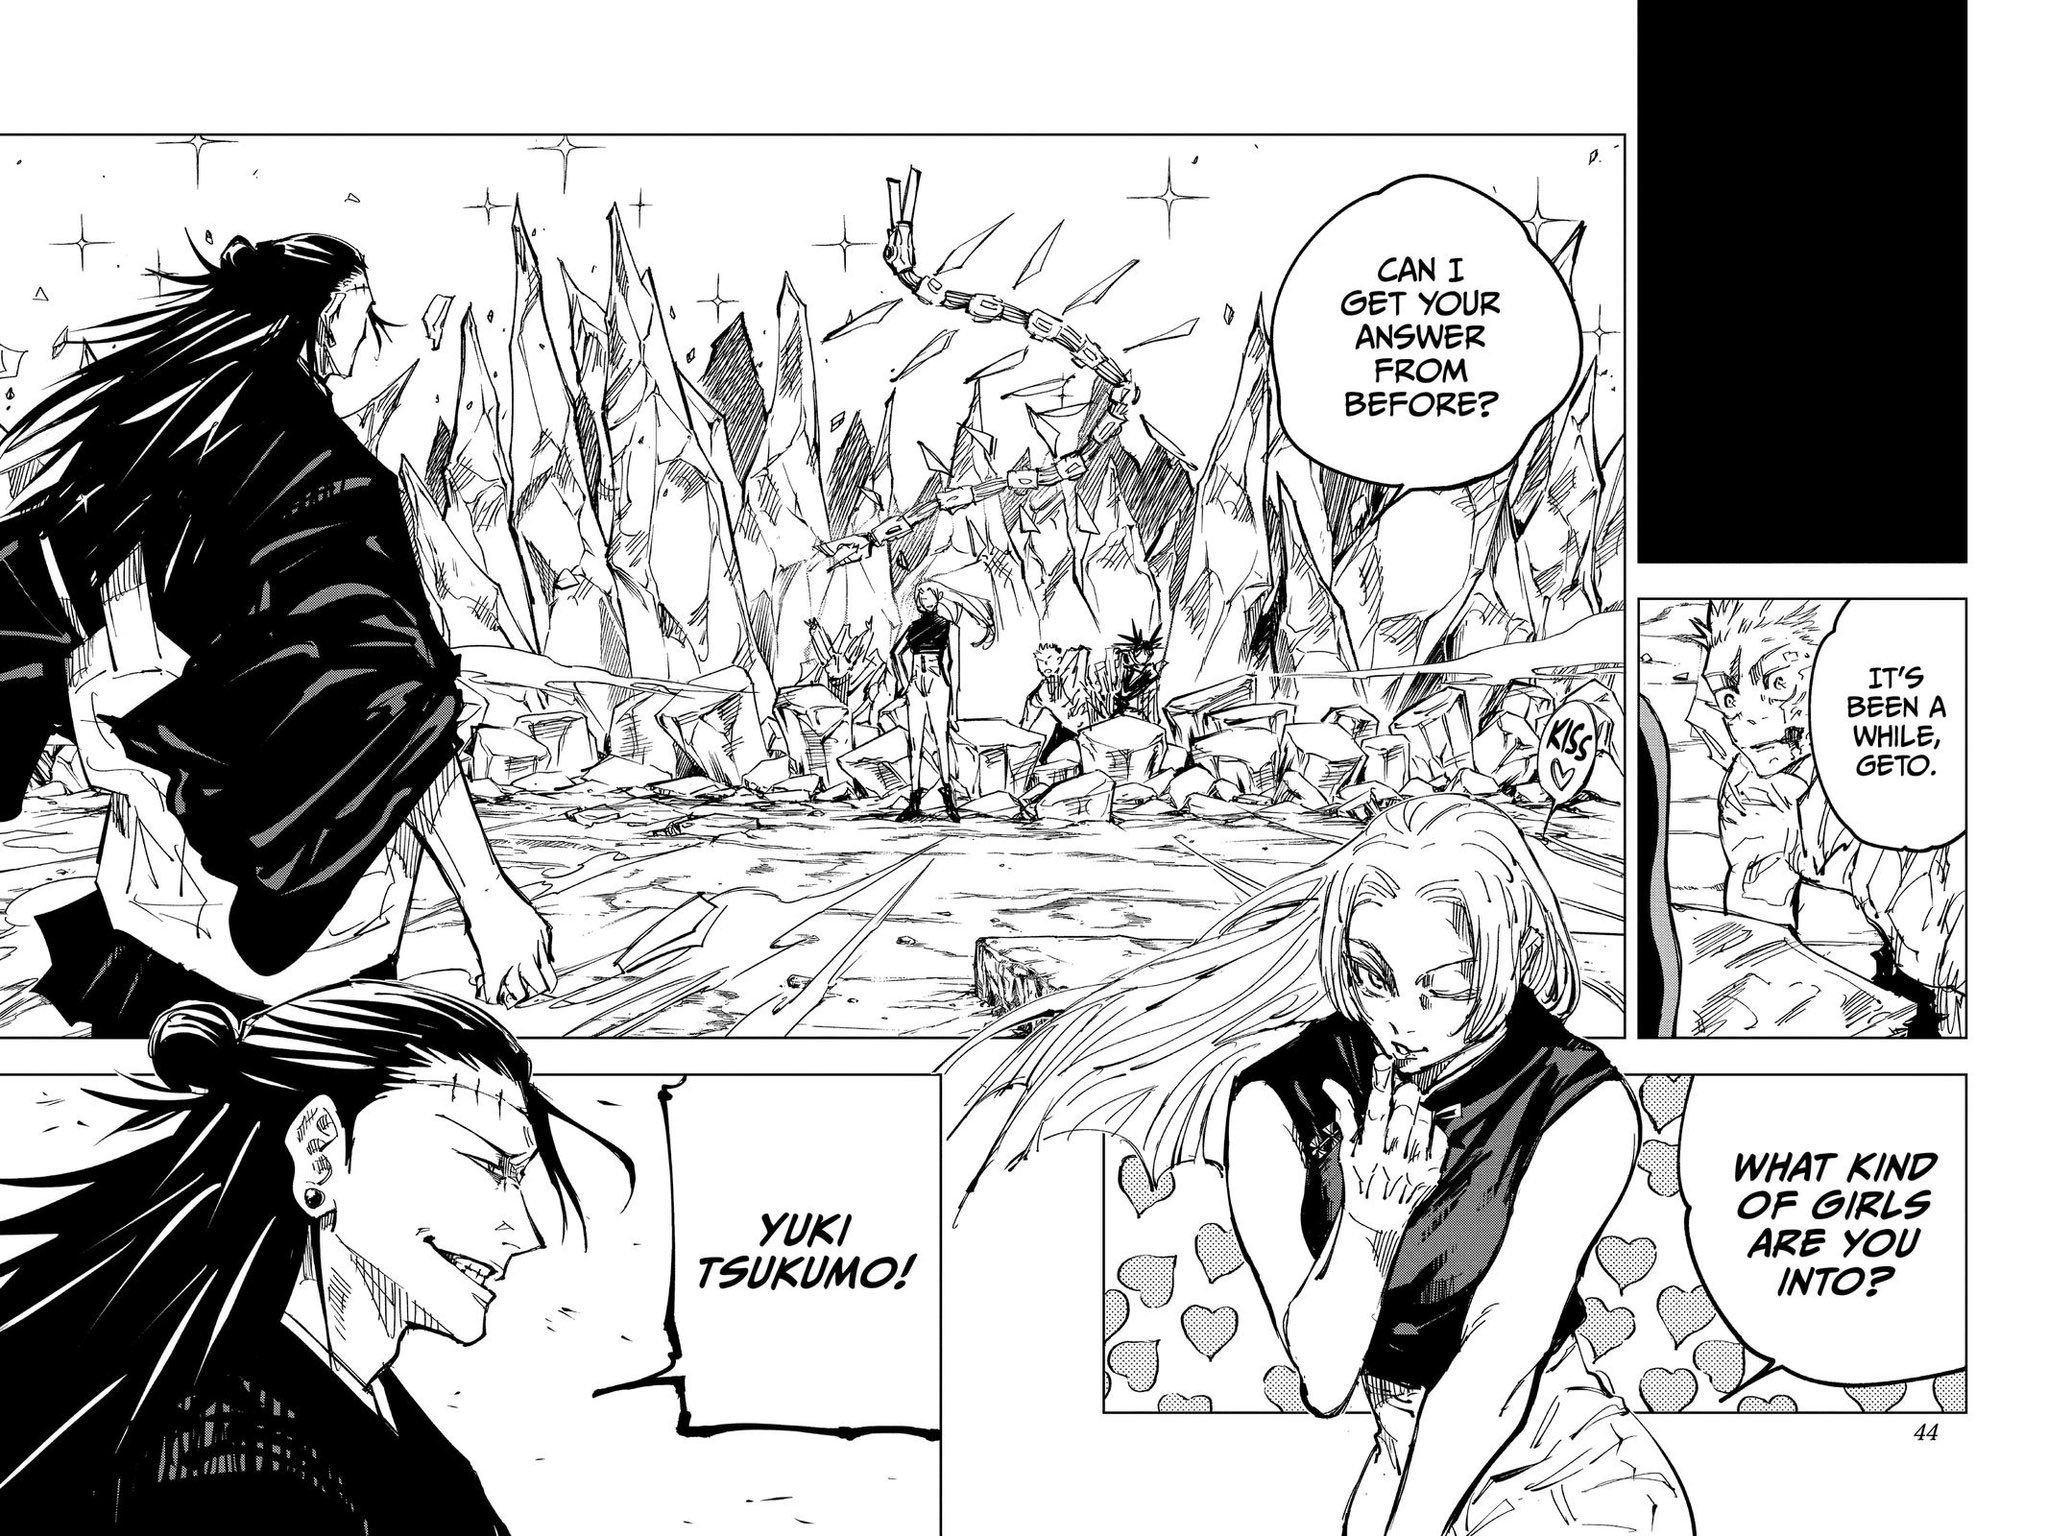 IT'S
BEEN A
WHILE,
GETO.
CAN I
GET YOUR
ANSWER
FROM
BEFORE?
KISS
WHAT KIND
OF GIRLS
ARE YOU
INTO?
YUKI
TSUKUMO!
44